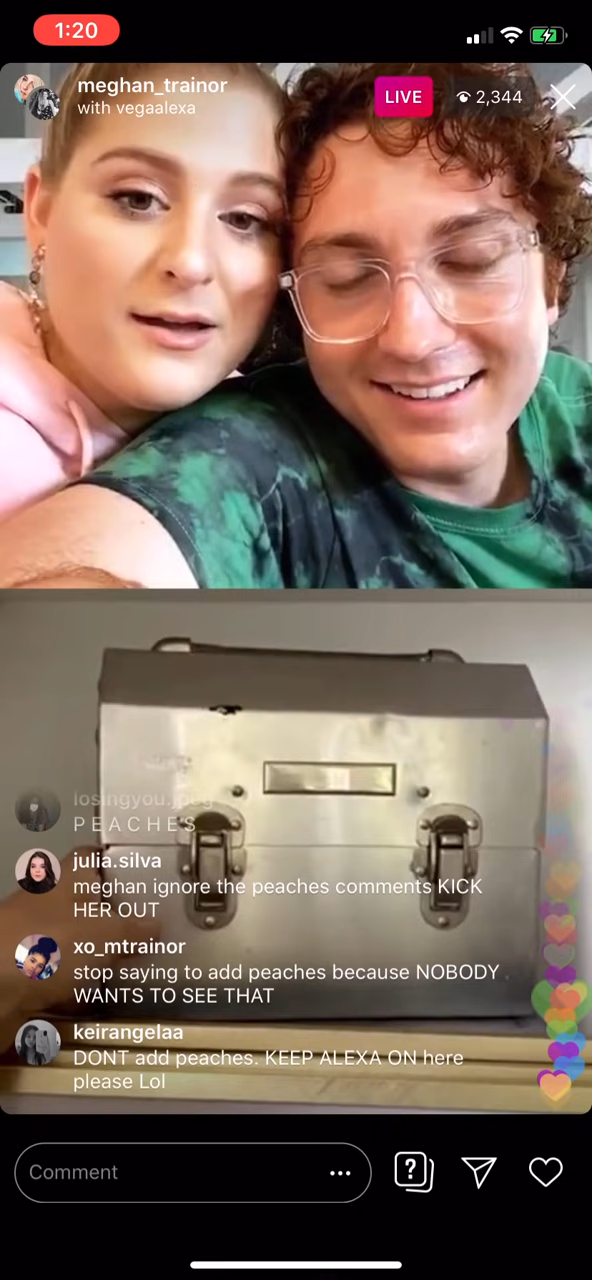 1:20
meghan_trainor
with vegaalexa
LIVE
2,344
losingyou.jpeg
P E A C H E S
julia.silva
meghan ignore the peaches comments KICK
HER OUT
xo_mtrainor
stop saying to add peaches because NOBODY
WANTS TO SEE THAT
keirangelaa
DONT add peaches. KEEP ALEXA ON here
please Lol
Comment